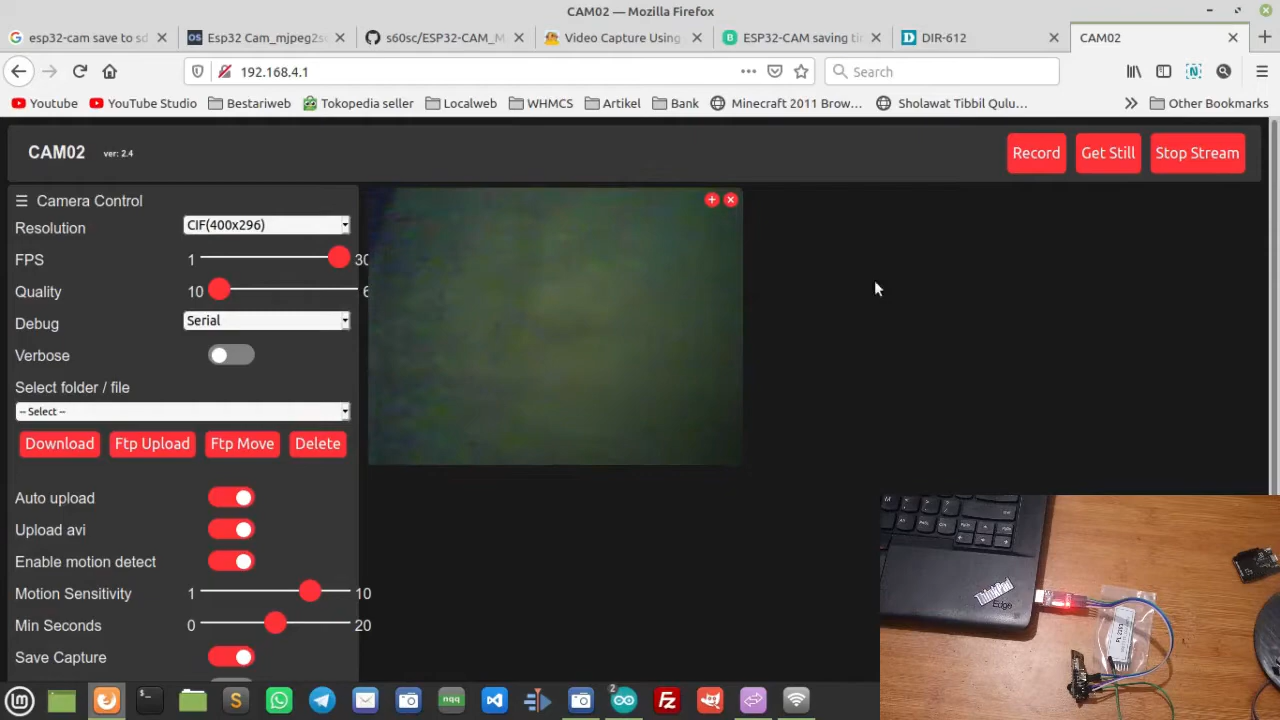 CAM02 — Mozilla Firefox
esp32-cam save to sd
Esp32 Cam_mjpeg2s
s60sc/ESP32-CAM_M
Video Capture Using
ESP-CAM saving ti
DIR-612
CAM02
192.168.4.1
Search
Youtube
YouTube Studio
Bestariweb
Tokopedia seller
Localweb
WHMCS
Artikel
Bank
Minecraft 2011 Brow...
Sholawat Tibbil Qulu...
Other Bookmarks
CAM02 ver: 2.4
Record
Get Still
Stop Stream
Camera Control
Resolution CIF(400x296)
FPS 1 30
Quality 10 6
Debug Serial
Verbose
Select folder / file
-- Select --
Download
Ftp Upload
Ftp Move
Delete
Auto upload
Upload avi
Enable motion detect
Motion Sensitivity 1 10
Min Seconds 0 20
Save Capture
ThinkPad
Edge
nqq
2